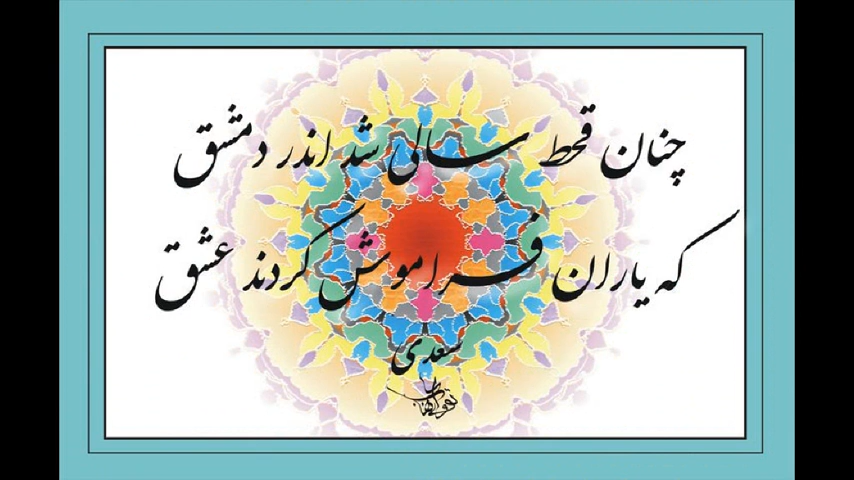 چنان قحط سالی شد اندر دمشق
که یاران فراموش کردند عشق
سعدی